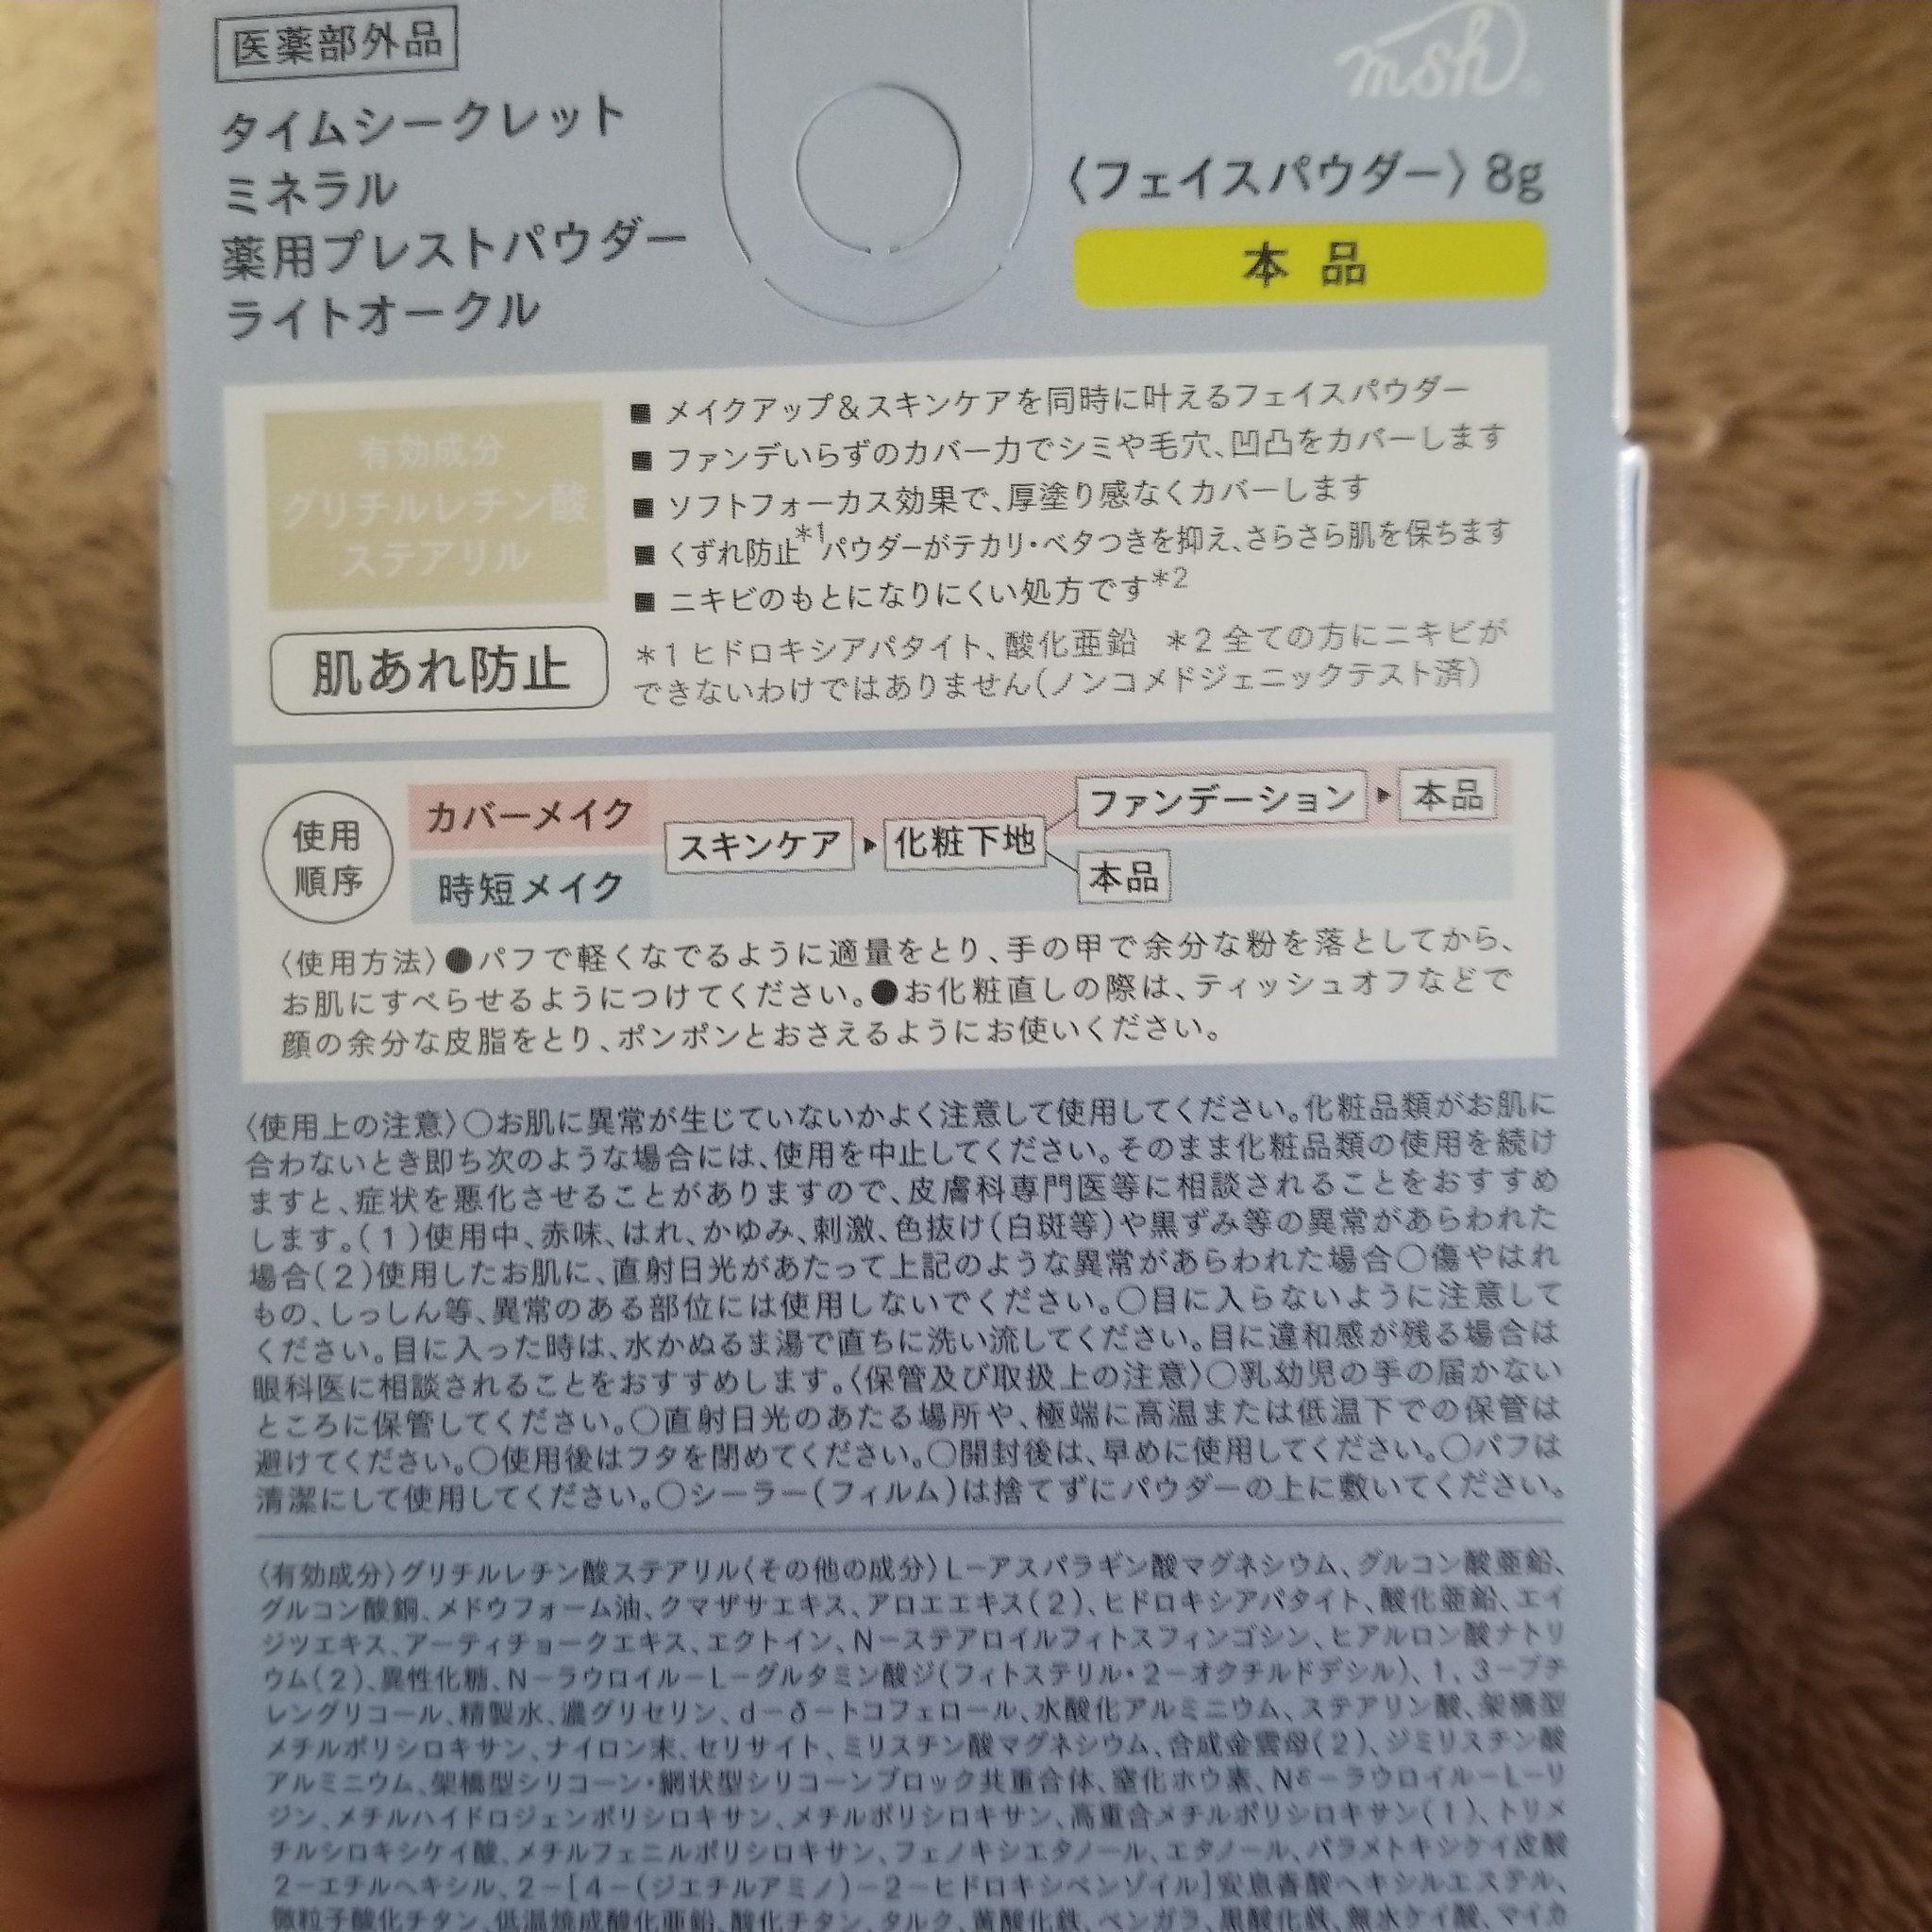 医薬部外品
タイムシークレット
ミネラル
薬用プレストパウダー
ライトオークル
msh®
〈フェイスパウダー〉8g
本品
有効成分
グリチルレチン酸
ステアリル
肌あれ防止
■ メイクアップ&スキンケアを同時に叶えるフェイスパウダー
■ ファンデいらずのカバー力でシミや毛穴、凹凸をカバーします
■ ソフトフォーカス効果で、厚塗り感なくカバーします
■ くずれ防止*1パウダーがテカリ・ベタつきを抑え、さらさら肌を保ちます
■ ニキビのもとになりにくい処方です*2
*1 ヒドロキシアパタイト、酸化亜鉛 *2 全ての方にニキビが
できないわけではありません(ノンコメドジェニックテスト済)
使用
順序
カバーメイク
時短メイク
スキンケア▶化粧下地
ファンデーション▶本品
本品
〈使用方法〉●パフで軽くなでるように適量をとり、手の甲で余分な粉を落としてから、
お肌にすべらせるようにつけてください。●お化粧直しの際は、ティッシュオフなどで
顔の余分な皮脂をとり、ポンポンとおさえるようにお使いください。
〈使用上の注意〉○お肌に異常が生じていないかよく注意して使用してください。化粧品類がお肌に
合わないとき即ち次のような場合には、使用を中止してください。そのまま化粧品類の使用を続け
ますと、症状を悪化させることがありますので、皮膚科専門医等に相談されることをおすすめ
します。(1)使用中、赤味、はれ、かゆみ、刺激、色抜け(白斑等)や黒ずみ等の異常があらわれた
場合(2)使用したお肌に、直射日光があたって上記のような異常があらわれた場合○傷やはれ
もの、しっしん等、異常のある部位には使用しないでください。○目に入らないように注意して
ください。目に入った時は、水かぬるま湯で直ちに洗い流してください。目に違和感が残る場合は
眼科医に相談されることをおすすめします。〈保管及び取扱上の注意〉○乳幼児の手の届かない
ところに保管してください。○直射日光のあたる場所や、極端に高温または低温下での保管は
避けてください。○使用後はフタを閉めてください。○開封後は、早めに使用してください。○パフは
清潔にして使用してください。○シーラー(フィルム)は捨てずにパウダーの上に敷いてください。
〈有効成分〉グリチルレチン酸ステアリル〈その他の成分〉L-アスパラギン酸マグネシウム、グルコン酸亜鉛、
グルコン酸銅、メドウフォーム油、クマザサエキス、アロエエキス(2)、ヒドロキシアパタイト、酸化亜鉛、エイ
ジツエキス、アーティチョークエキス、エクトイン、N-ステアロイルフィトスフィンゴシン、ヒアルロン酸ナトリ
ウム(2)、異性化糖、N-ラウロイル-L-グルタミン酸ジ(フィトステリル・2-オクチルドデシル)、1、3-ブチ
レングリコール、精製水、濃グリセリン、d-δ-トコフェロール、水酸化アルミニウム、ステアリン酸、架橋型
メチルポリシロキサン、ナイロン末、セリサイト、ミリスチン酸マグネシウム、合成金雲母(2)、ジミリスチン酸
アルミニウム、架橋型シリコーン・網状型シリコーンブロック共重合体、窒化ホウ素、Nε-ラウロイル-L-リ
ジン、メチルハイドロジェンポリシロキサン、メチルポリシロキサン、高重合メチルポリシロキサン(1)、トリメ
チルシロキシケイ酸、メチルフェニルポリシロキサン、フェノキシエタノール、エタノール、パラメトキシケイ皮酸
2-エチルヘキシル、2-[4-(ジエチルアミノ)-2-ヒドロキシベンゾイル]安息香酸ヘキシルエステル、
微粒子酸化チタン、低温焼成酸化亜鉛、酸化チタン、タルク、黄酸化鉄、ベンガラ、黒酸化鉄、無水ケイ酸、マイカ